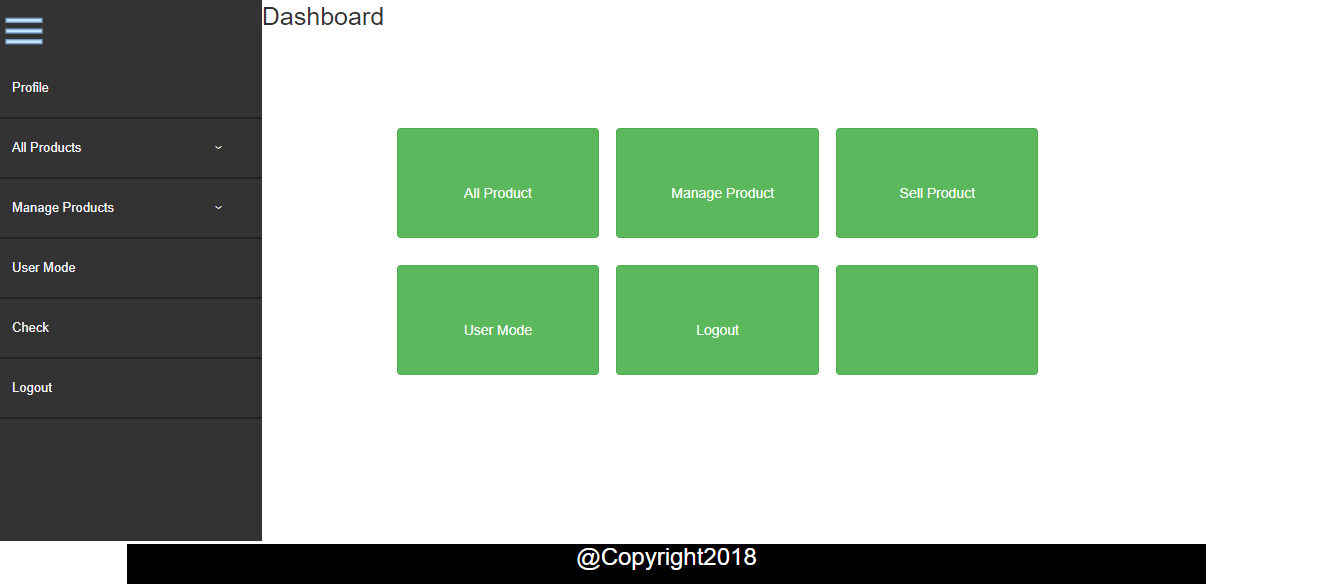 Dashboard
Profile
All Products
Manage Products
User Mode
Check
Logout
All Product
Manage Product
Sell Product
User Mode
Logout
@Copyright2018